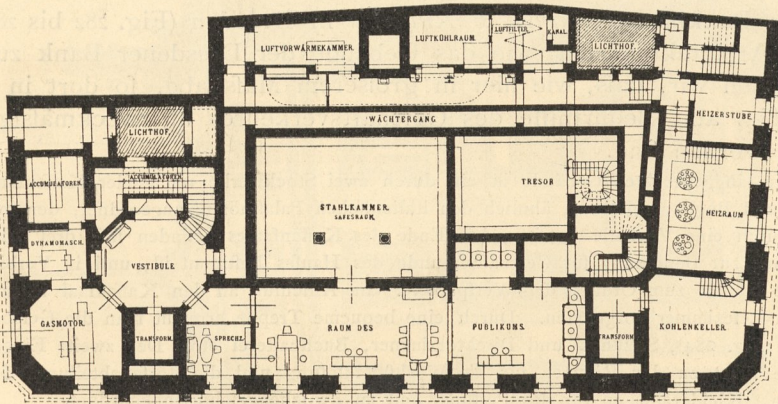 LUFTVORWÄRMEKAMMER.
LUFTKÜHLRAUM.
LUFTFILTER.
KANAL.
LICHTHOF.
HEIZERSTUBE
LICHTHOF.
WÄCHTERGANG
ACCUMULATOREN.
ACCUMULATOREN.
STAHLKAMMER
SAFESRAUM.
TRESOR
HEIZRAUM
DYNAMOMASCH.
VESTIBULE
GASMOTOR.
TRANSFORM.
SPRECHZ.
RAUM DES
PUBLIKUMS.
TRANSFORM
KOHLENKELLER.